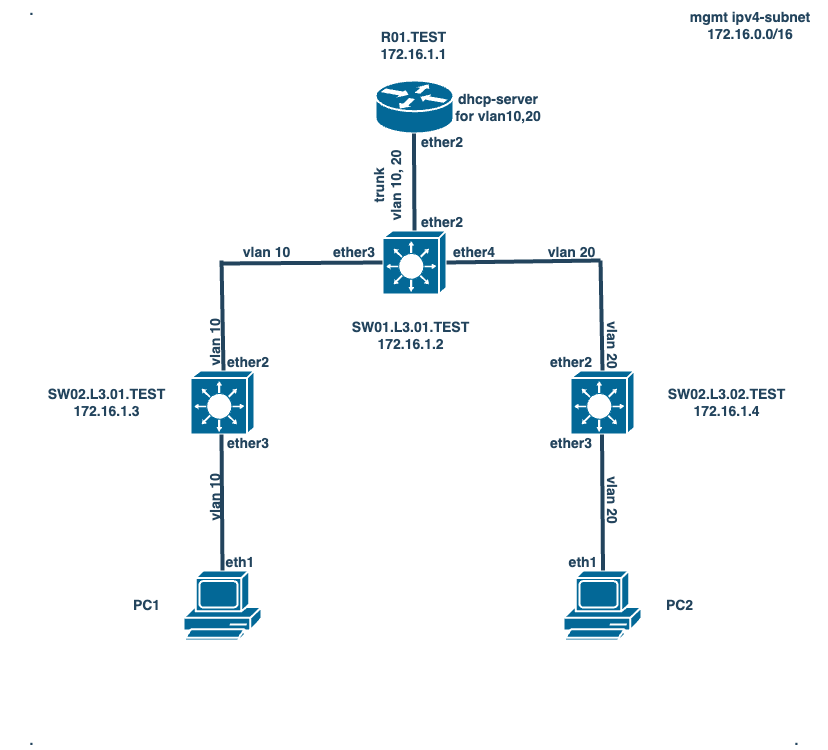 mgmt ipv4-subnet
172.16.0.0/16
R01.TEST
172.16.1.1
dhcp-server
for vlan10,20
ether2
trunk
vlan 10, 20
ether2
vlan 10
ether3
ether4
vlan 20
SW01.L3.01.TEST
172.16.1.2
vlan 10
vlan 20
ether2
ether2
SW02.L3.01.TEST
172.16.1.3
SW02.L3.02.TEST
172.16.1.4
ether3
ether3
vlan 10
vlan 20
eth1
eth1
PC1
PC2